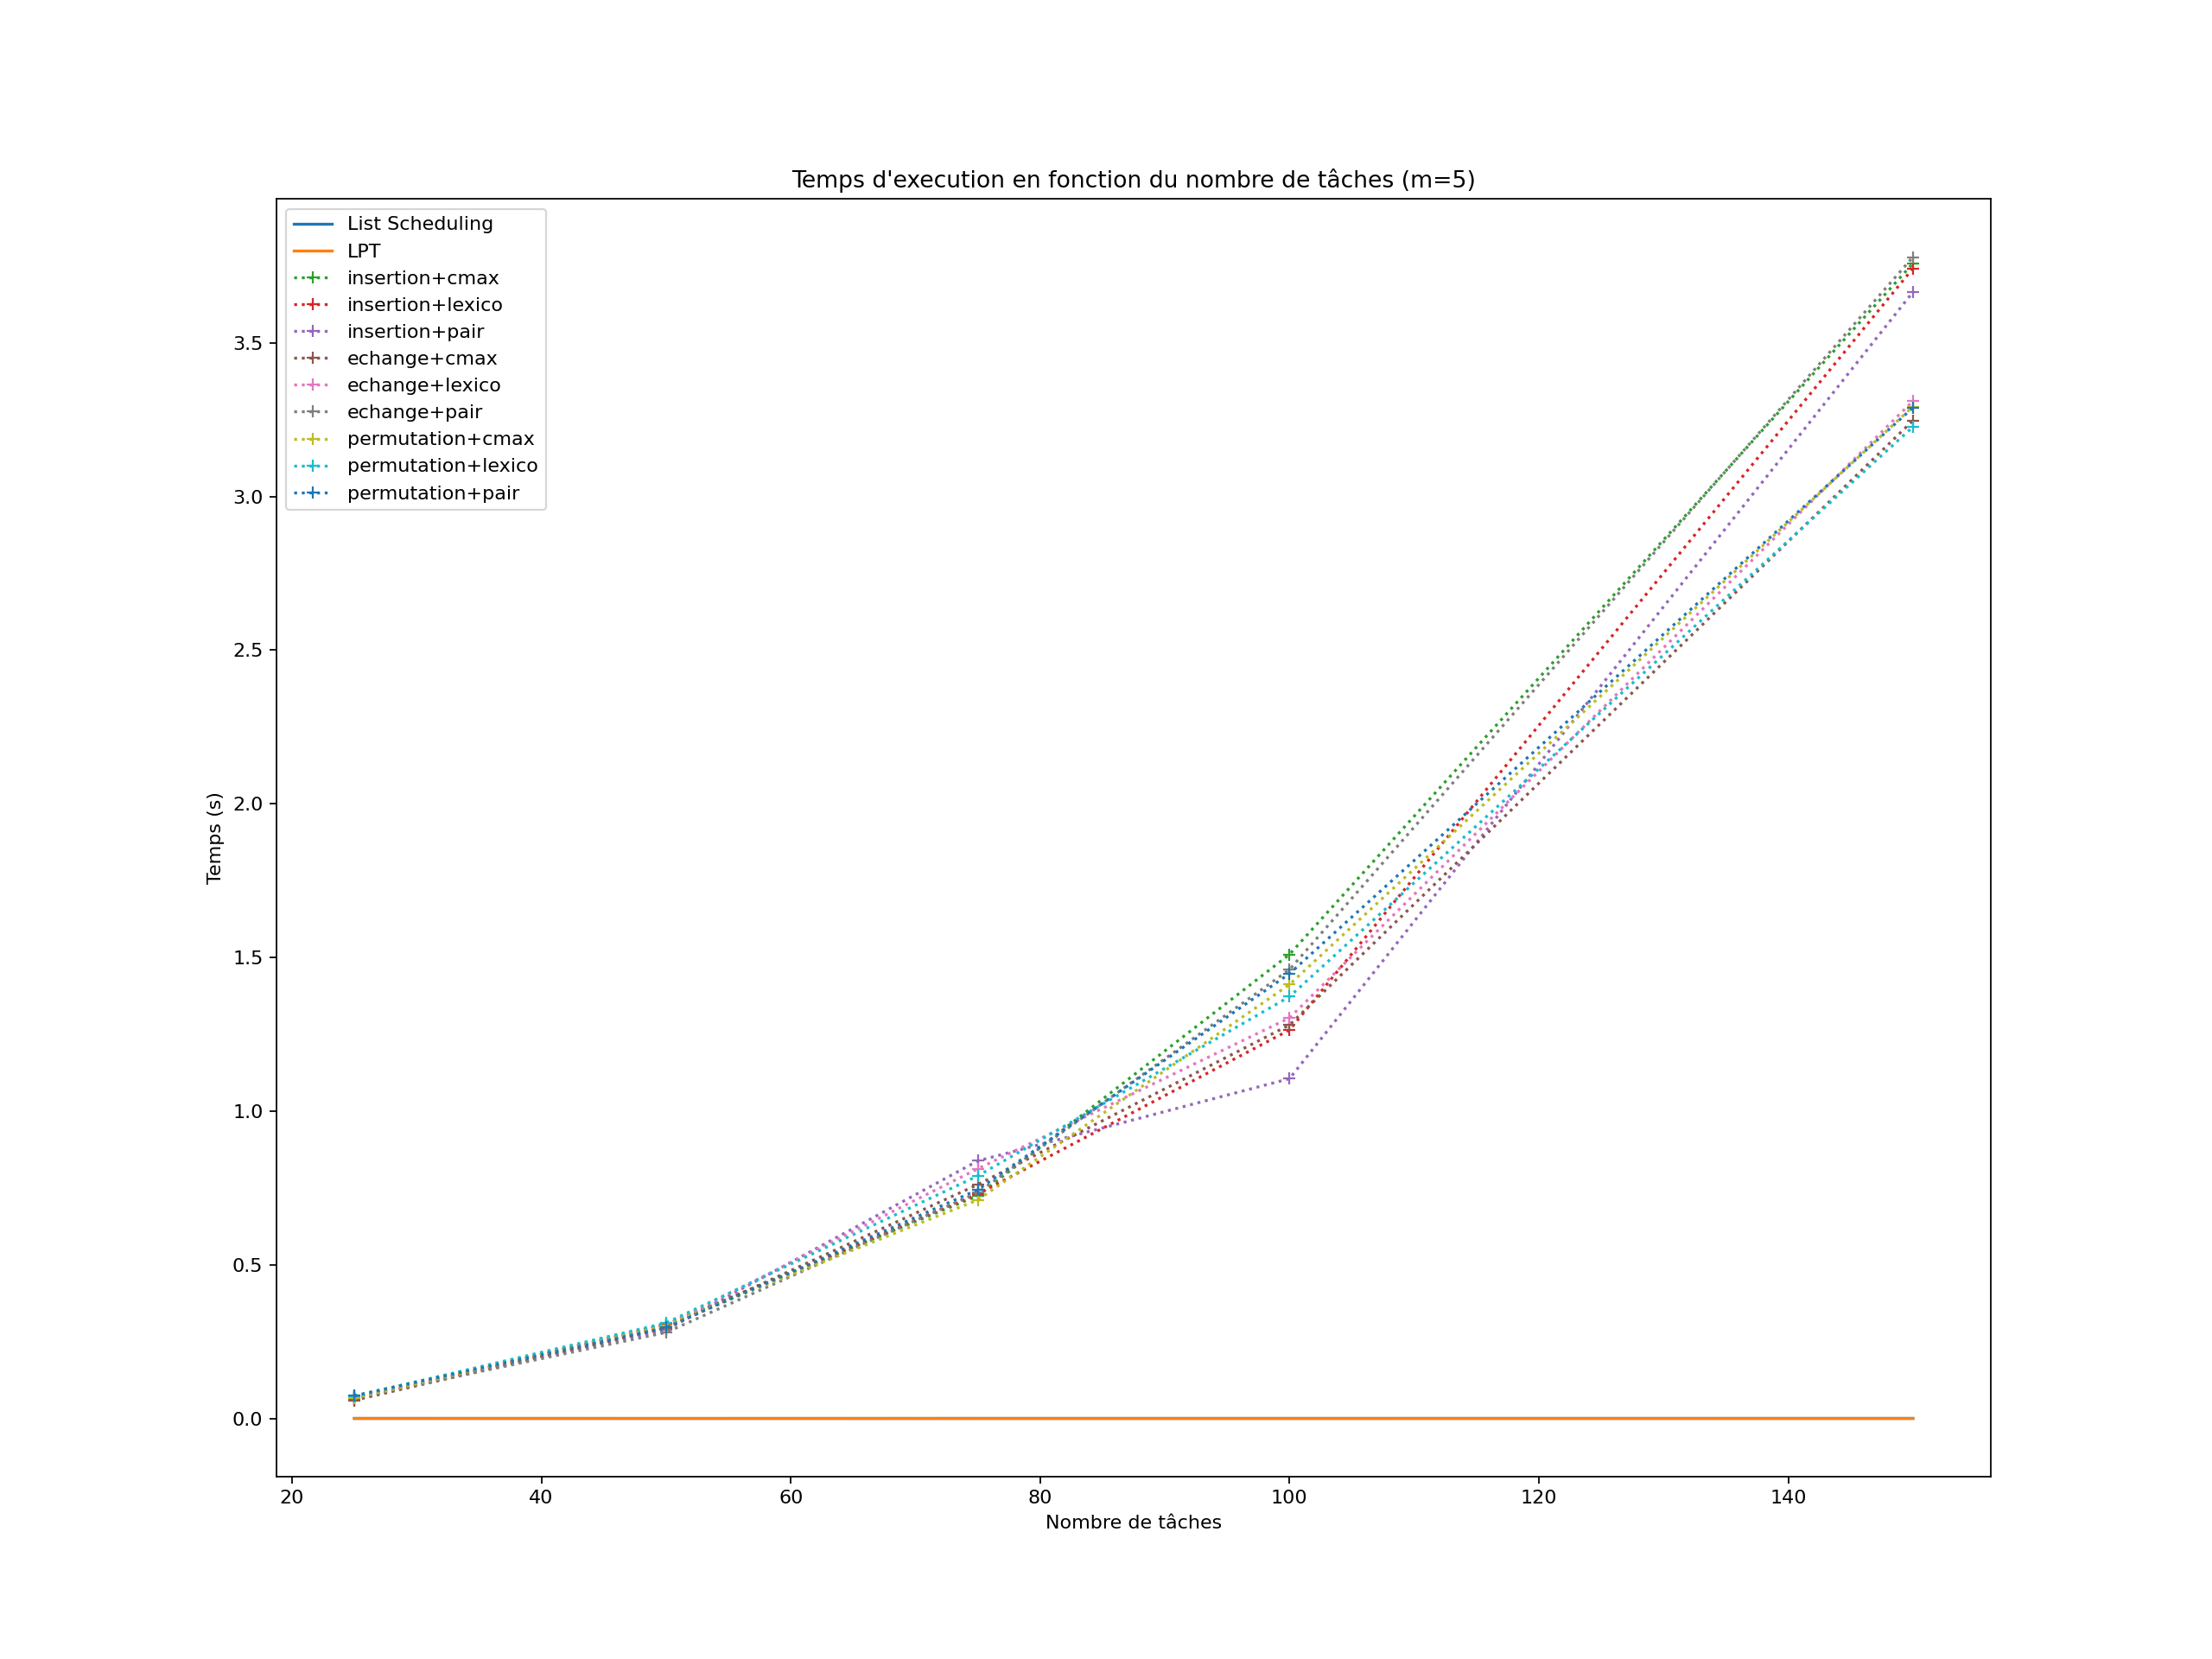 Temps d'execution en fonction du nombre de tâches (m=5)
List Scheduling
LPT
insertion+cmax
insertion+lexico
insertion+pair
echange+cmax
echange+lexico
echange+pair
permutation+cmax
permutation+lexico
permutation+pair
3.5
3.0
2.5
2.0
1.5
1.0
0.5
0.0
Temps (s)
20 40 60 80 100 120 140
Nombre de tâches